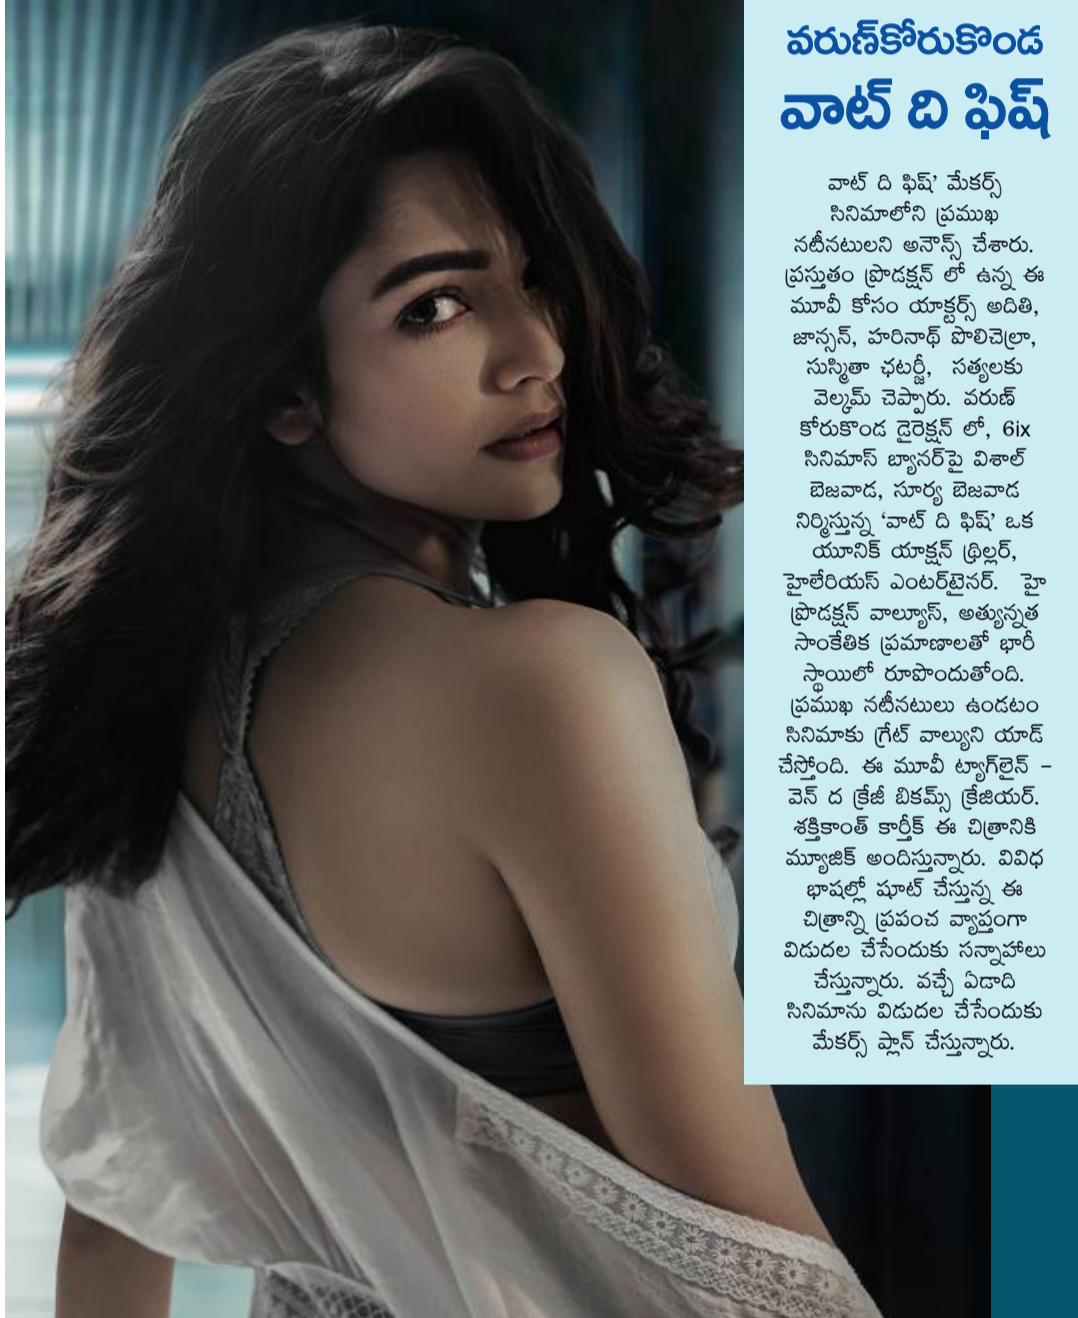 వరుణ్‌కోరుకొండ
వాట్ ది ఫిష్
వాట్ ది ఫిష్’ మేకర్స్
సినిమాలోని ప్రముఖ
నటీనటులని అనౌన్స్ చేశారు.
ప్రస్తుతం ప్రొడక్షన్ లో ఉన్న ఈ
మూవీ కోసం యాక్టర్స్ అదితి,
జాన్సన్, హరినాథ్ పొలిచెర్లా,
సుస్మితా ఛటర్జీ, సత్యలకు
వెల్కమ్ చెప్పారు. వరుణ్
కోరుకొండ డైరెక్షన్ లో, 6ix
సినిమాస్ బ్యానర్‌పై విశాల్
బెజవాడ, సూర్య బెజవాడ
నిర్మిస్తున్న ‘వాట్ ది ఫిష్’ ఒక
యూనిక్ యాక్షన్ థ్రిల్లర్,
హైలేరియస్ ఎంటర్‌టైనర్. హై
ప్రొడక్షన్ వాల్యూస్, అత్యున్నత
సాంకేతిక ప్రమాణాలతో భారీ
స్థాయిలో రూపొందుతోంది.
ప్రముఖ నటీనటులు ఉండటం
సినిమాకు గ్రేట్ వాల్యుని యాడ్
చేస్తోంది. ఈ మూవీ ట్యాగ్‌లైన్ –
వెన్ ద క్రేజీ బికమ్స్ క్రేజియర్.
శక్తికాంత్ కార్తీక్ ఈ చిత్రానికి
మ్యూజిక్ అందిస్తున్నారు. వివిధ
భాషల్లో షూట్ చేస్తున్న ఈ
చిత్రాన్ని ప్రపంచ వ్యాప్తంగా
విడుదల చేసేందుకు సన్నాహాలు
చేస్తున్నారు. వచ్చే ఏడాది
సినిమాను విడుదల చేసేందుకు
మేకర్స్ ప్లాన్ చేస్తున్నారు.